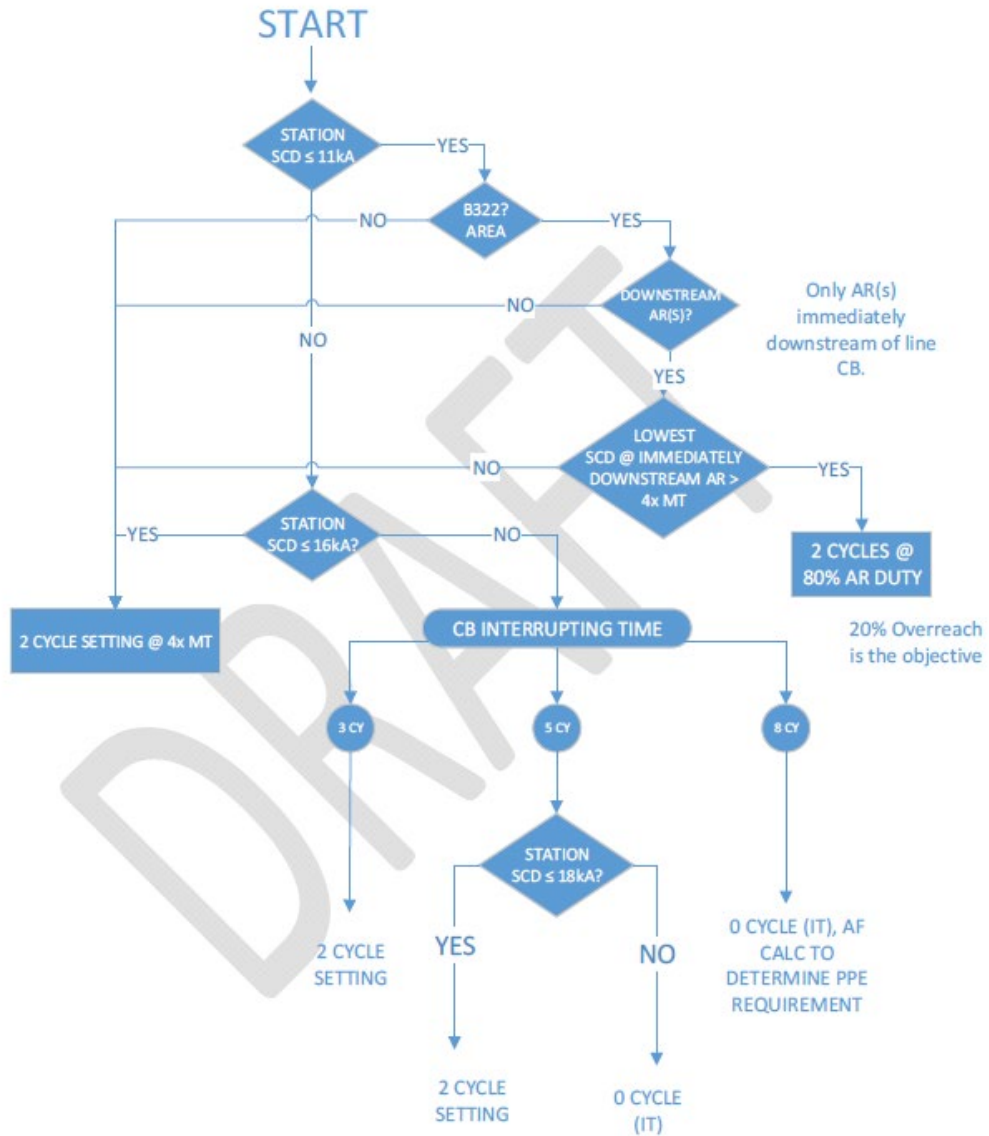 START
STATION
SCD ≤ 11kA
YES
B322?
AREA
NO
YES
DOWNSTREAM
AR(S)?
NO
Only AR(s)
immediately
downstream of line
CB.
NO
YES
LOWEST
SCD @ IMMEDIATELY
DOWNSTREAM AR >
4x MT
NO
YES
STATION
SCD ≤ 16kA?
YES
NO
2 CYCLES @
80% AR DUTY
2 CYCLE SETTING @ 4x MT
CB INTERRUPTING TIME
20% Overreach
is the objective
3 CY
5 CY
8 CY
STATION
SCD ≤ 18kA?
2 CYCLE
SETTING
YES
NO
0 CYCLE (IT), AF
CALC TO
DETERMINE PPE
REQUIREMENT
2 CYCLE
SETTING
0 CYCLE
(IT)
DRAFT